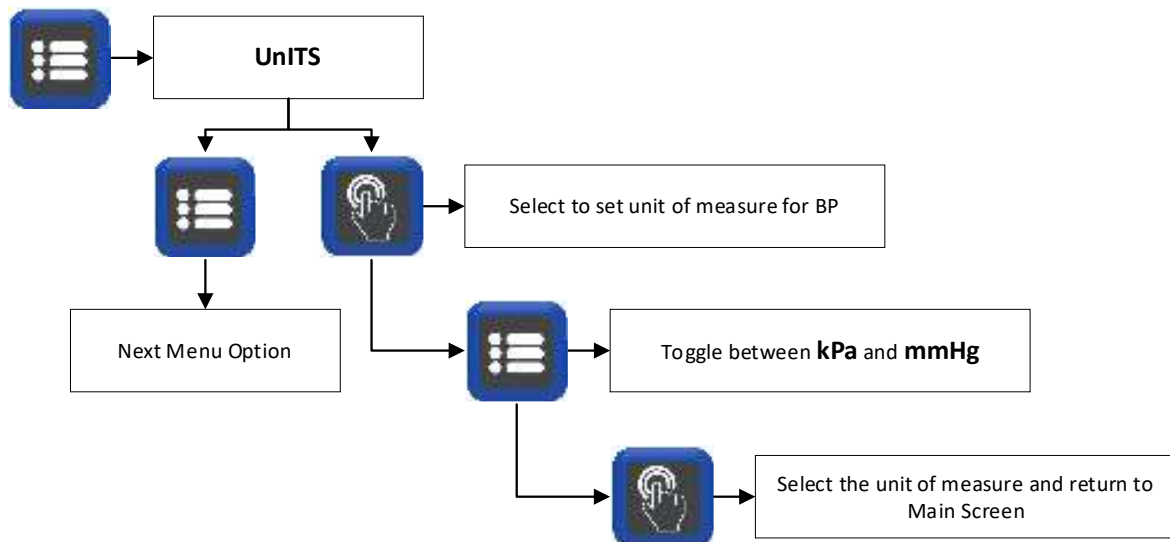 UnITS
Select to set unit of measure for BP
Next Menu Option
Toggle between kPa and mmHg
Select the unit of measure and return to
Main Screen